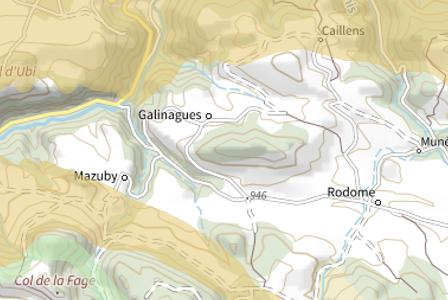 Caillens
d'Ubi
Galinagues
Mazuby
946
Rodome
Col de la Fage